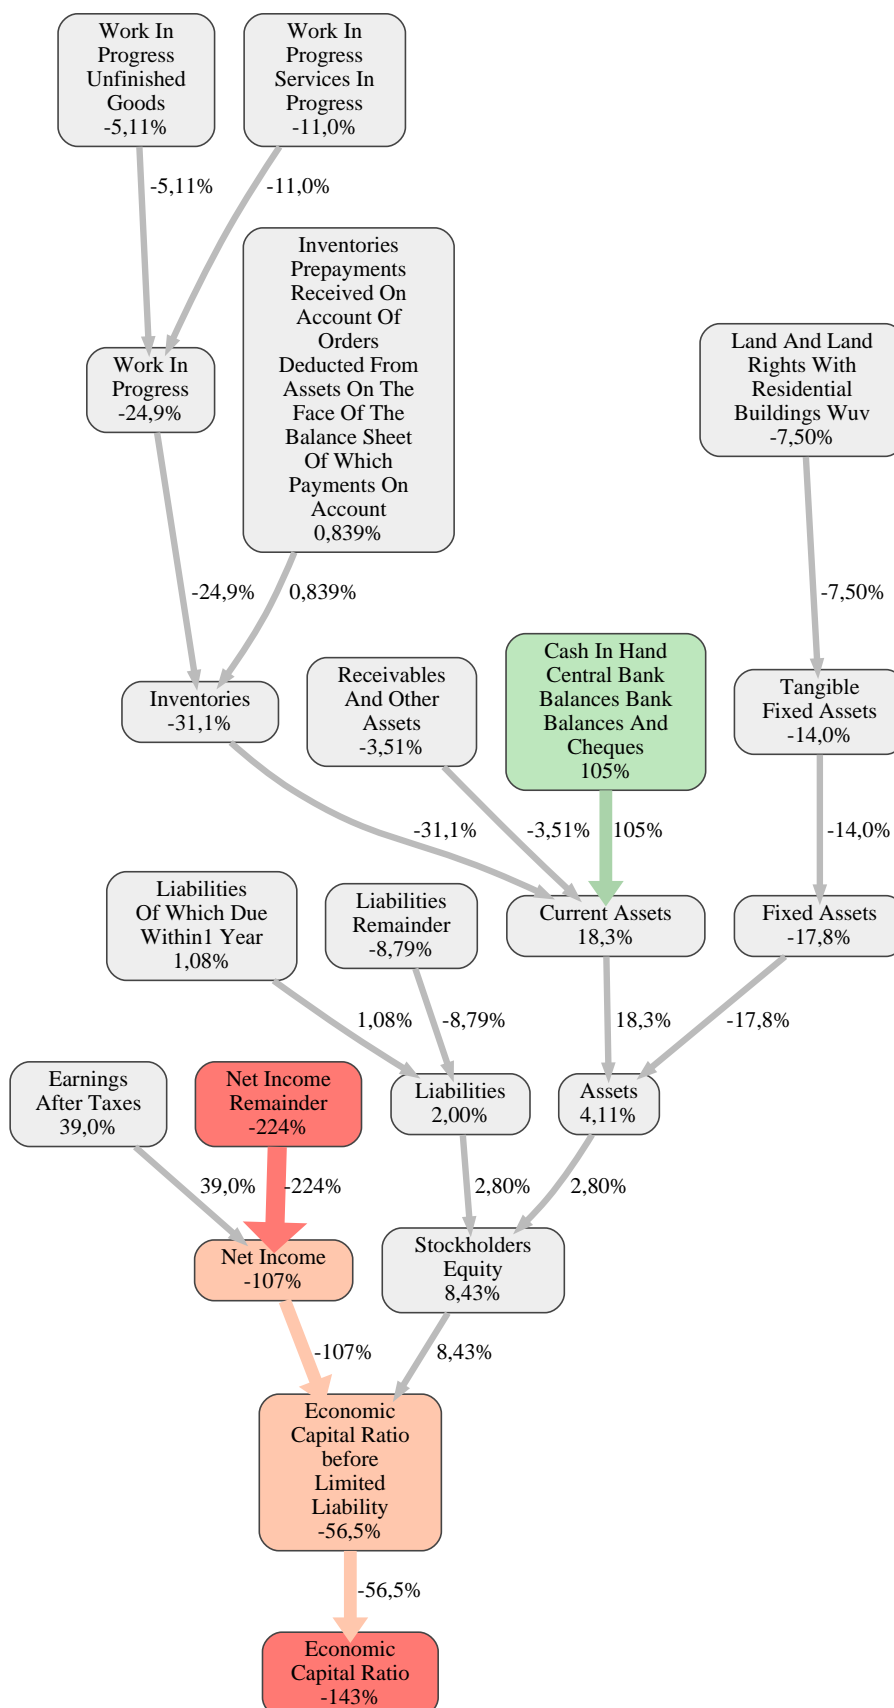 Work In
Progress
Unfinished
Goods
-5,11%
Work In
Progress
Services In
Progress
-11,0%
-5,11%
-11,0%
Inventories
Prepayments
Received On
Account Of
Orders
Deducted From
Assets On The
Face Of The
Balance Sheet
Of Which
Payments On
Account
0,839%
Land And Land
Rights With
Residential
Buildings Wuv
-7,50%
Work In
Progress
-24,9%
-24,9%
0,839%
-7,50%
Inventories
-31,1%
Receivables
And Other
Assets
-3,51%
Cash In Hand
Central Bank
Balances Bank
Balances And
Cheques
105%
Tangible
Fixed Assets
-14,0%
-31,1%
-3,51%
105%
-14,0%
Liabilities
Of Which Due
Within1 Year
1,08%
Liabilities
Remainder
-8,79%
Current Assets
18,3%
Fixed Assets
-17,8%
1,08%
-8,79%
18,3%
-17,8%
Earnings
After Taxes
39,0%
Net Income
Remainder
-224%
Liabilities
2,00%
Assets
4,11%
39,0%
-224%
2,80%
2,80%
Net Income
-107%
Stockholders
Equity
8,43%
-107%
8,43%
Economic
Capital Ratio
before
Limited
Liability
-56,5%
-56,5%
Economic
Capital Ratio
-143%